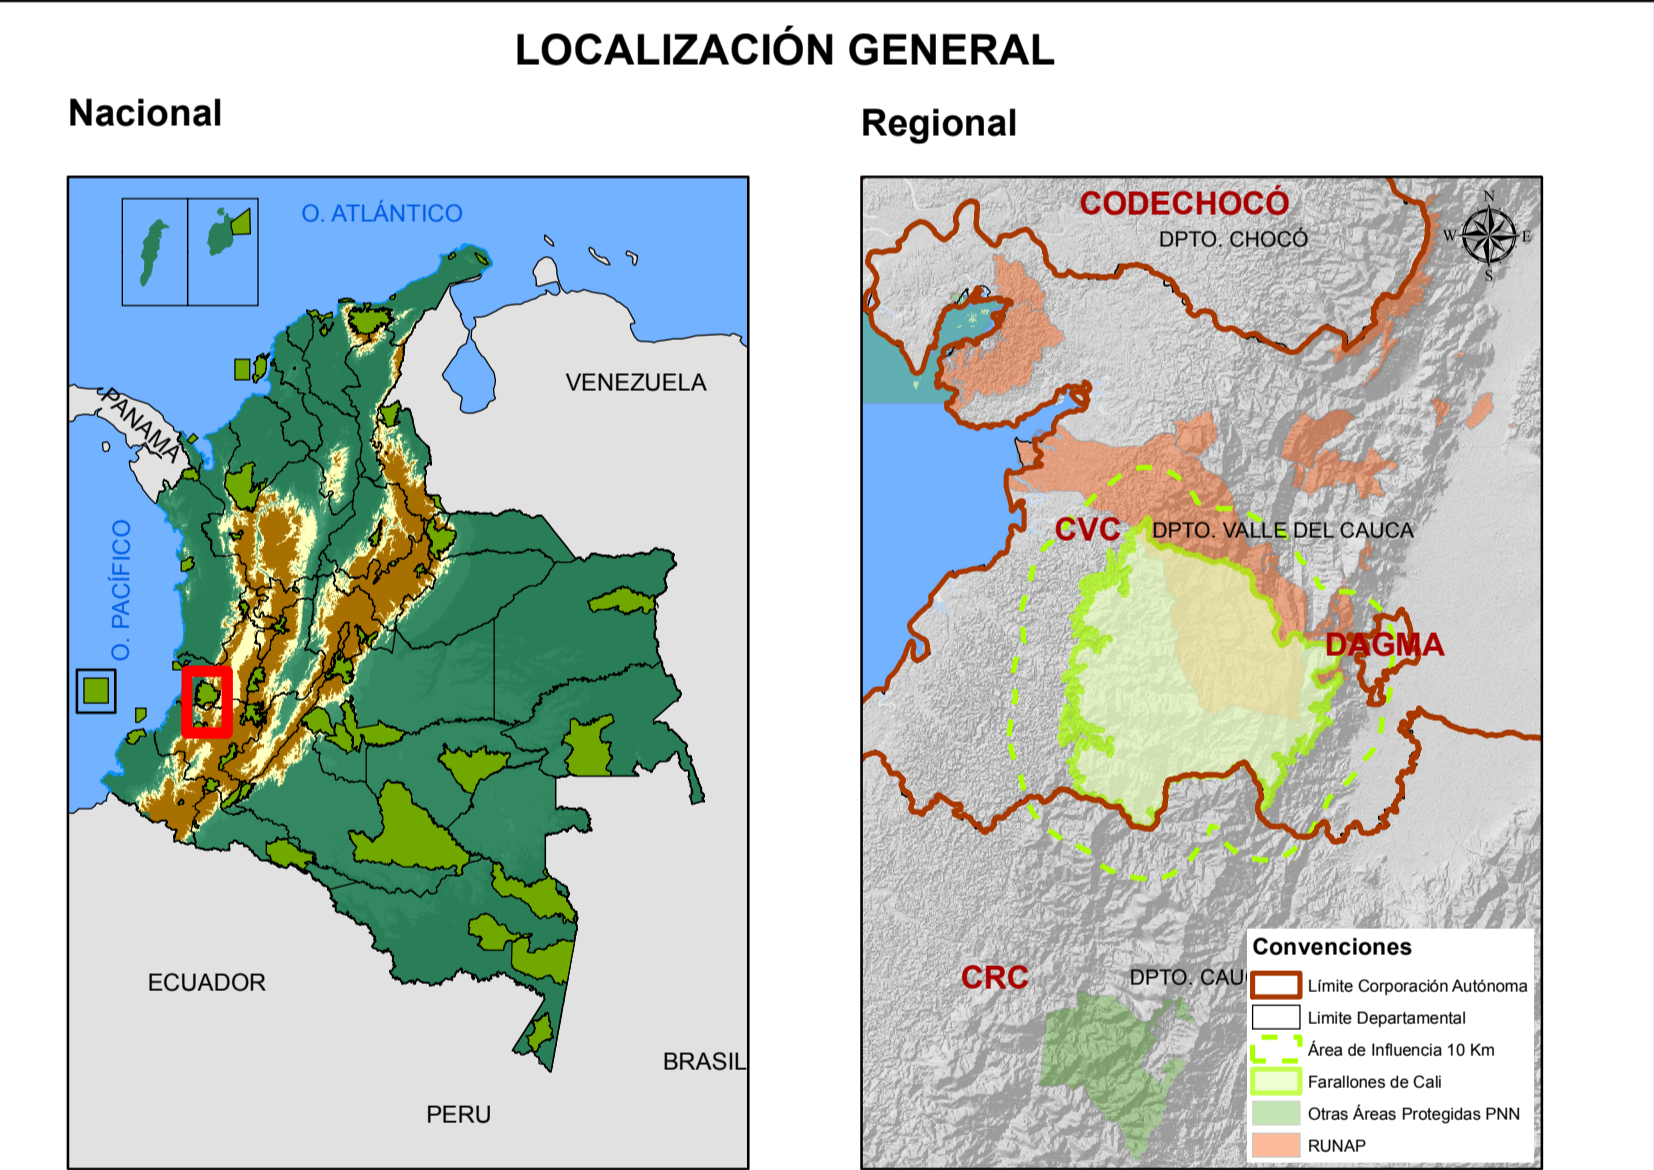 LOCALIZACIÓN GENERAL
Nacional
Regional
O. ATLÁNTICO
VENEZUELA
PANAMÁ
O. PACÍFICO
ECUADOR
BRASIL
PERU
CODECHOCÓ
DPTO. CHOCÓ
N
W
E
S
CVC
DPTO. VALLE DEL CAUCA
DAGMA
CRC
DPTO. CAU
Convenciones
Límite Corporación Autónoma
Limite Departamental
Área de Influencia 10 Km
Farallones de Cali
Otras Áreas Protegidas PNN
RUNAP